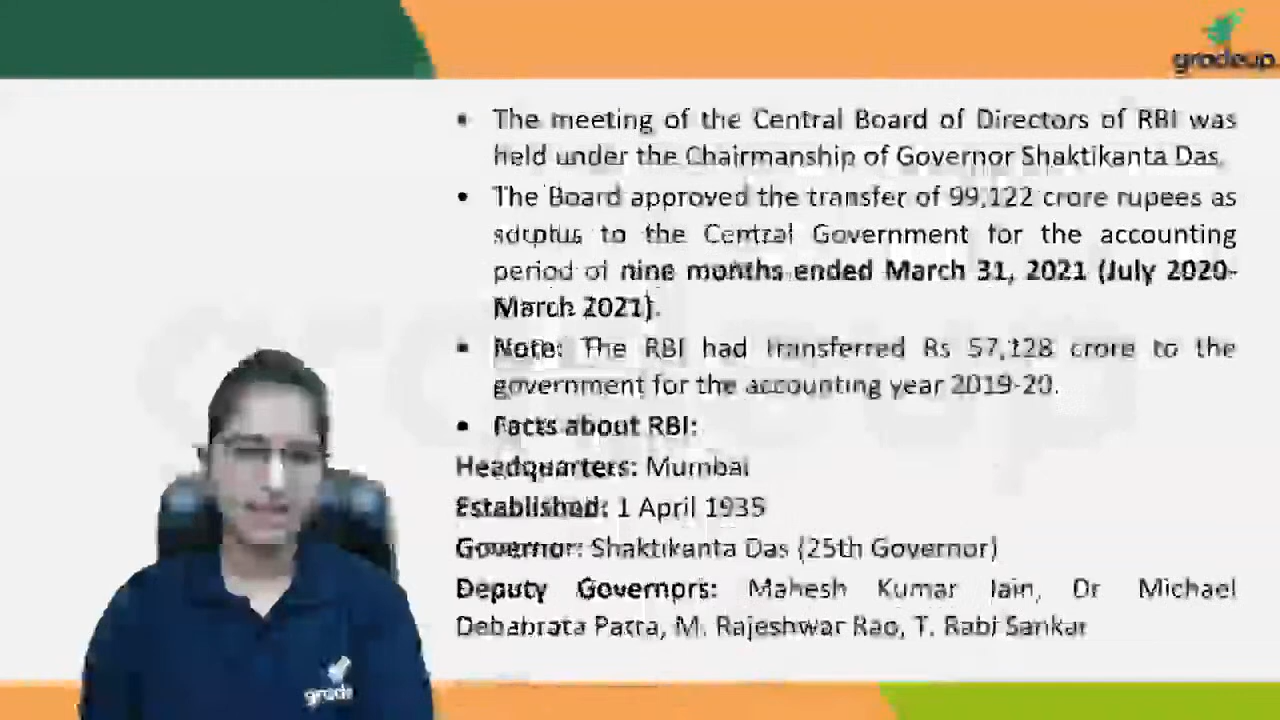 gradeup
• The meeting of the Central Board of Directors of RBI was
held under the Chairmanship of Governor Shaktikanta Das.
• The Board approved the transfer of 99,122 crore rupees as
surplus to the Central Government for the accounting
period of nine months ended March 31, 2021 (July 2020-
March 2021).
• Note: The RBI had transferred Rs 57,128 crore to the
government for the accounting year 2019-20.
• Facts about RBI:
Headquarters: Mumbai
Established: 1 April 1935
Governor: Shaktikanta Das (25th Governor)
Deputy Governors: Mahesh Kumar Jain, Dr Michael
Debabrata Patra, M. Rajeshwar Rao, T. Rabi Sankar